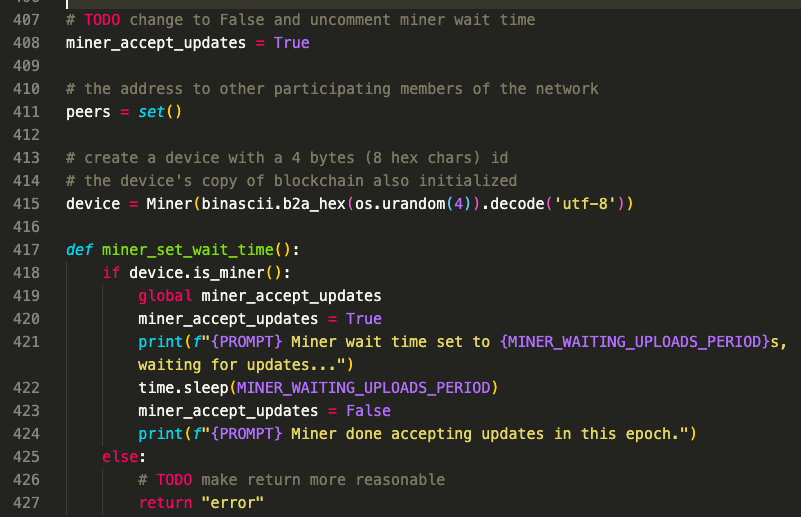 407 # TODO change to False and uncomment miner wait time
408 miner_accept_updates = True
409
410 # the address to other participating members of the network
411 peers = set()
412
413 # create a device with a 4 bytes (8 hex chars) id
414 # the device's copy of blockchain also initialized
415 device = Miner(binascii.b2a_hex(os.urandom(4)).decode('utf-8'))
416
417 def miner_set_wait_time():
418     if device.is_miner():
419         global miner_accept_updates
420         miner_accept_updates = True
421         print(f"{PROMPT} Miner wait time set to {MINER_WAITING_UPLOADS_PERIOD}s,
        waiting for updates...")
422         time.sleep(MINER_WAITING_UPLOADS_PERIOD)
423         miner_accept_updates = False
424         print(f"{PROMPT} Miner done accepting updates in this epoch.")
425     else:
426         # TODO make return more reasonable
427         return "error"